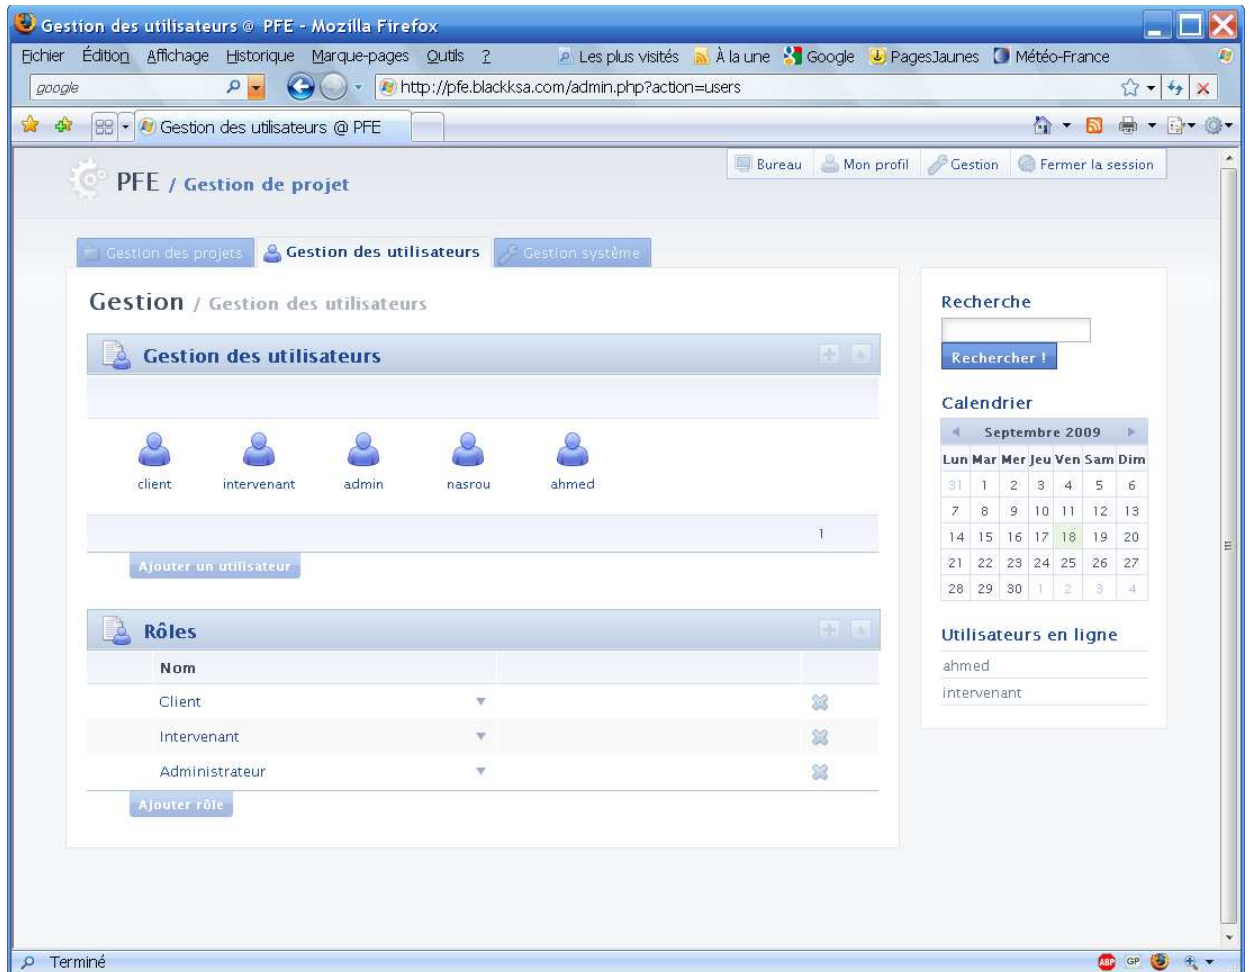 Gestion des utilisateurs @ PFE - Mozilla Firefox
Fichier Édition Affichage Historique Marque-pages Outils ? Les plus visités À la une Google PagesJaunes Météo-France
google http://pfe.blackksa.com/admin.php?action=users
Gestion des utilisateurs @ PFE
Bureau Mon profil Gestion Fermer la session
PFE / Gestion de projet
Gestion des projets Gestion des utilisateurs Gestion système
Gestion / Gestion des utilisateurs
Gestion des utilisateurs
client intervenant admin nasrou ahmed
1
Ajouter un utilisateur
Rôles
Nom
Client
Intervenant
Administrateur
Ajouter rôle
Recherche
Rechercher !
Calendrier
Septembre 2009
Lun Mar Mer Jeu Ven Sam Dim
31 1 2 3 4 5 6
7 8 9 10 11 12 13
14 15 16 17 18 19 20
21 22 23 24 25 26 27
28 29 30 1 2 3 4
Utilisateurs en ligne
ahmed
intervenant
Terminé ABP GP